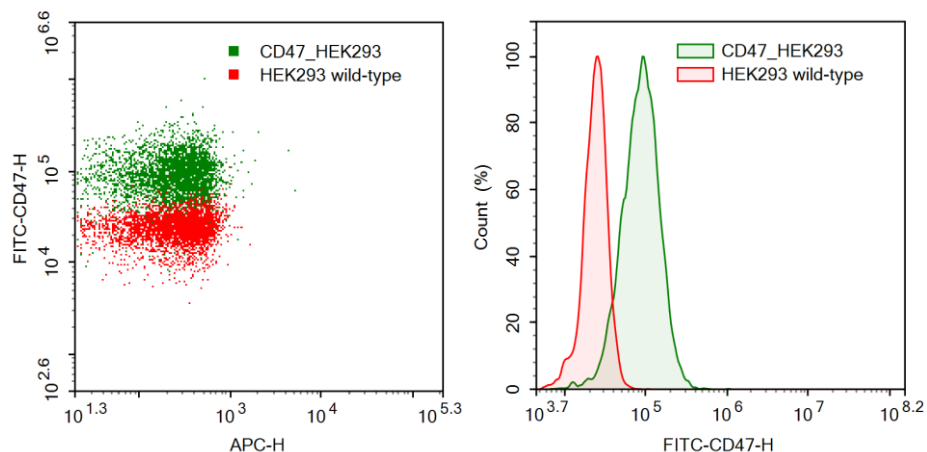 10^6.6
10^5
10^4
10^2.6
FITC-CD47-H
CD47_HEK293
HEK293 wild-type
10^1.3
10^3
10^4
10^5.3
APC-H
100
80
60
40
20
0
Count (%)
CD47_HEK293
HEK293 wild-type
10^3.7
10^5
10^6
10^7
10^8.2
FITC-CD47-H